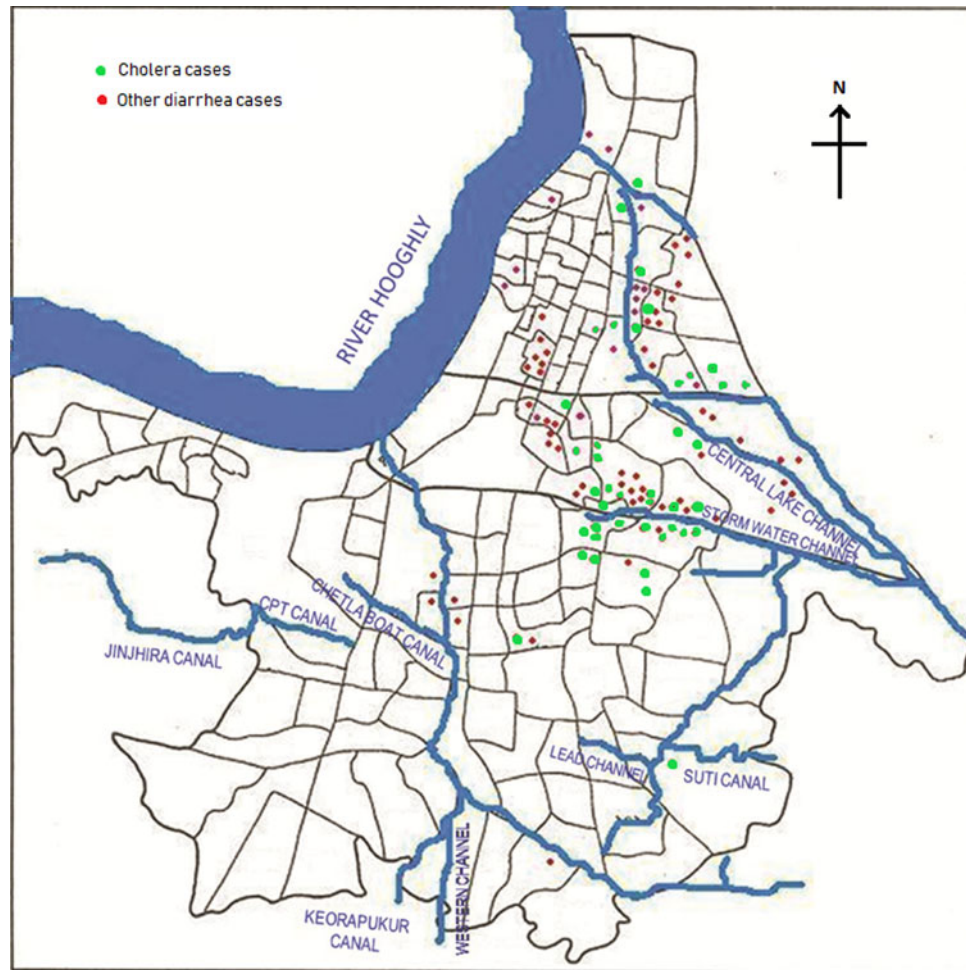 Cholera cases
Other diarrhea cases
N
RIVER HOOGHLY
CENTRAL LAKE CHANNEL
STORM WATER CHANNEL
CHETLA BOAT CANAL
CPT CANAL
JINJHIRA CANAL
LEAD CHANNEL
SUTI CANAL
WESTERN CHANNEL
KEORAPUKUR
CANAL